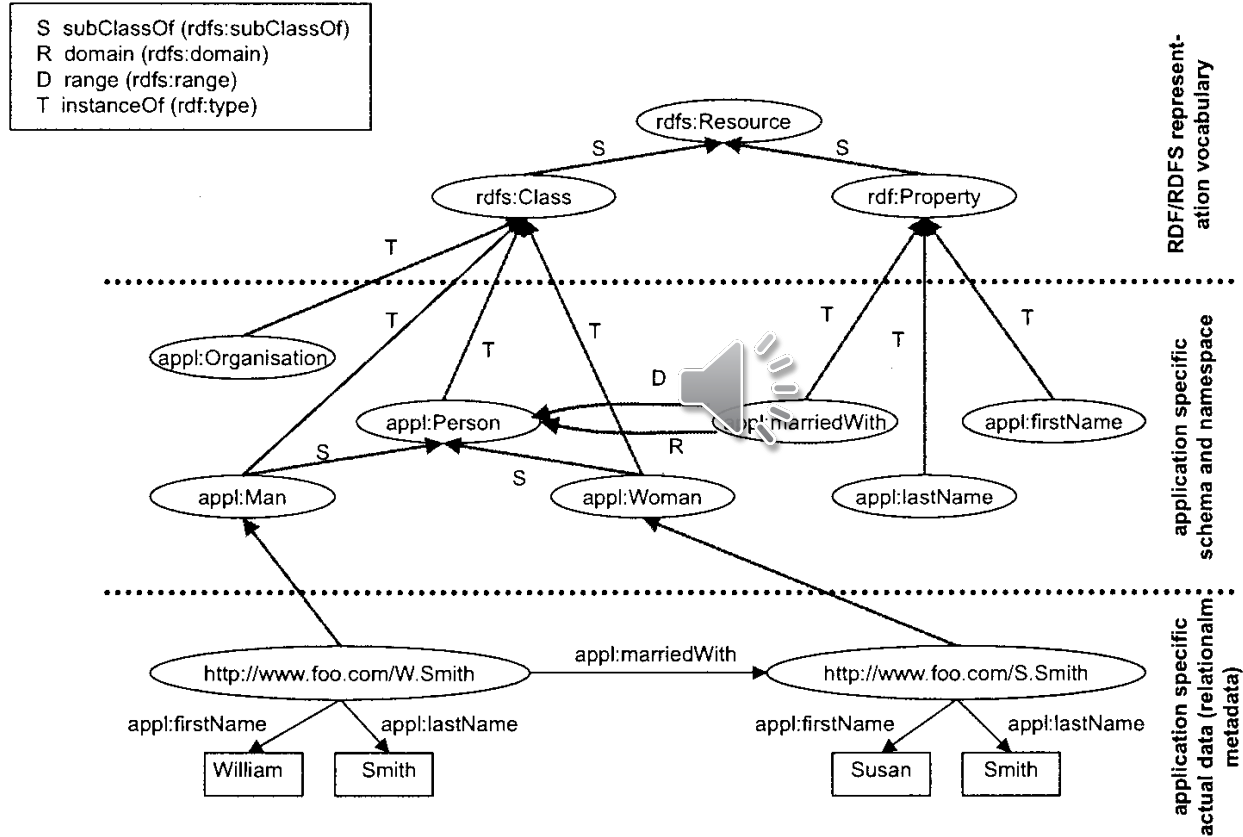 S subClassOf (rdfs:subClassOf)
R domain (rdfs:domain)
D range (rdfs:range)
T instanceOf (rdf:type)
rdfs:Resource
S
S
rdfs:Class
rdf:Property
T
T
T
T
T
T
T
appl:Organisation
D
appl:Person
appl:marriedWith
appl:firstName
R
S
S
appl:Man
appl:Woman
appl:lastName
http://www.foo.com/W.Smith
appl:marriedWith
http://www.foo.com/S.Smith
appl:firstName
appl:lastName
appl:firstName
appl:lastName
William
Smith
Susan
Smith
RDF/RDFS represent-
ation vocabulary
application specific
schema and namespace
application specific
actual data (relationalm
metadata)